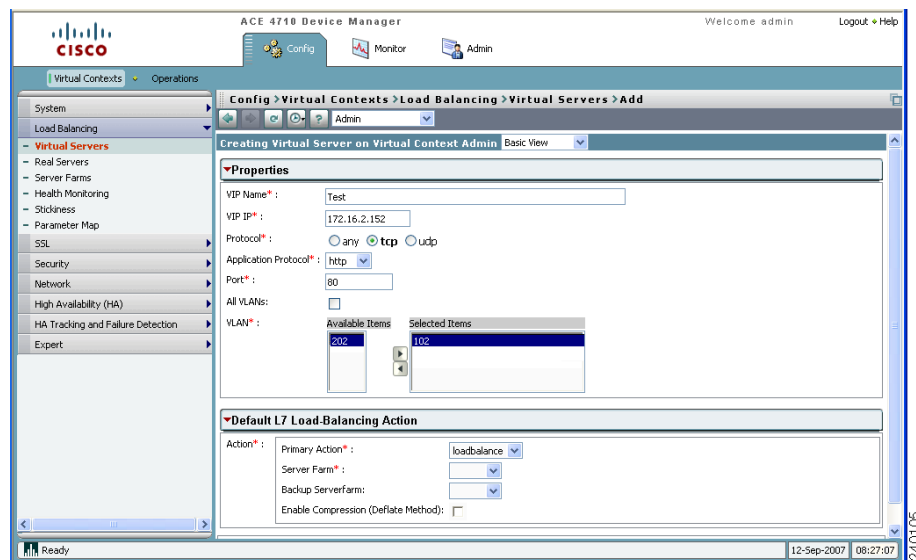 ACE 4710 Device Manager
Welcome admin
Logout Help
CISCO
Config
Monitor
Admin
Virtual Contexts
Operations
System
Load Balancing
Virtual Servers
Real Servers
Server Farms
Health Monitoring
Stickiness
Parameter Map
SSL
Security
Network
High Availability (HA)
HA Tracking and Failure Detection
Expert
Config >Virtual Contexts >Load Balancing >Virtual Servers >Add
? Admin
Creating Virtual Server on Virtual Context Admin Basic View
Properties
VIP Name* : Test
VIP IP* : 172.16.2.152
Protocol* : any tcp udp
Application Protocol* : http
Port* : 80
All VLANs:
VLAN* : Available Items Selected Items
202 102
Default L7 Load-Balancing Action
Action* : Primary Action* : loadbalance
Server Farm* :
Backup Serverfarm:
Enable Compression (Deflate Method):
Ready
12-Sep-2007 08:27:07
240106